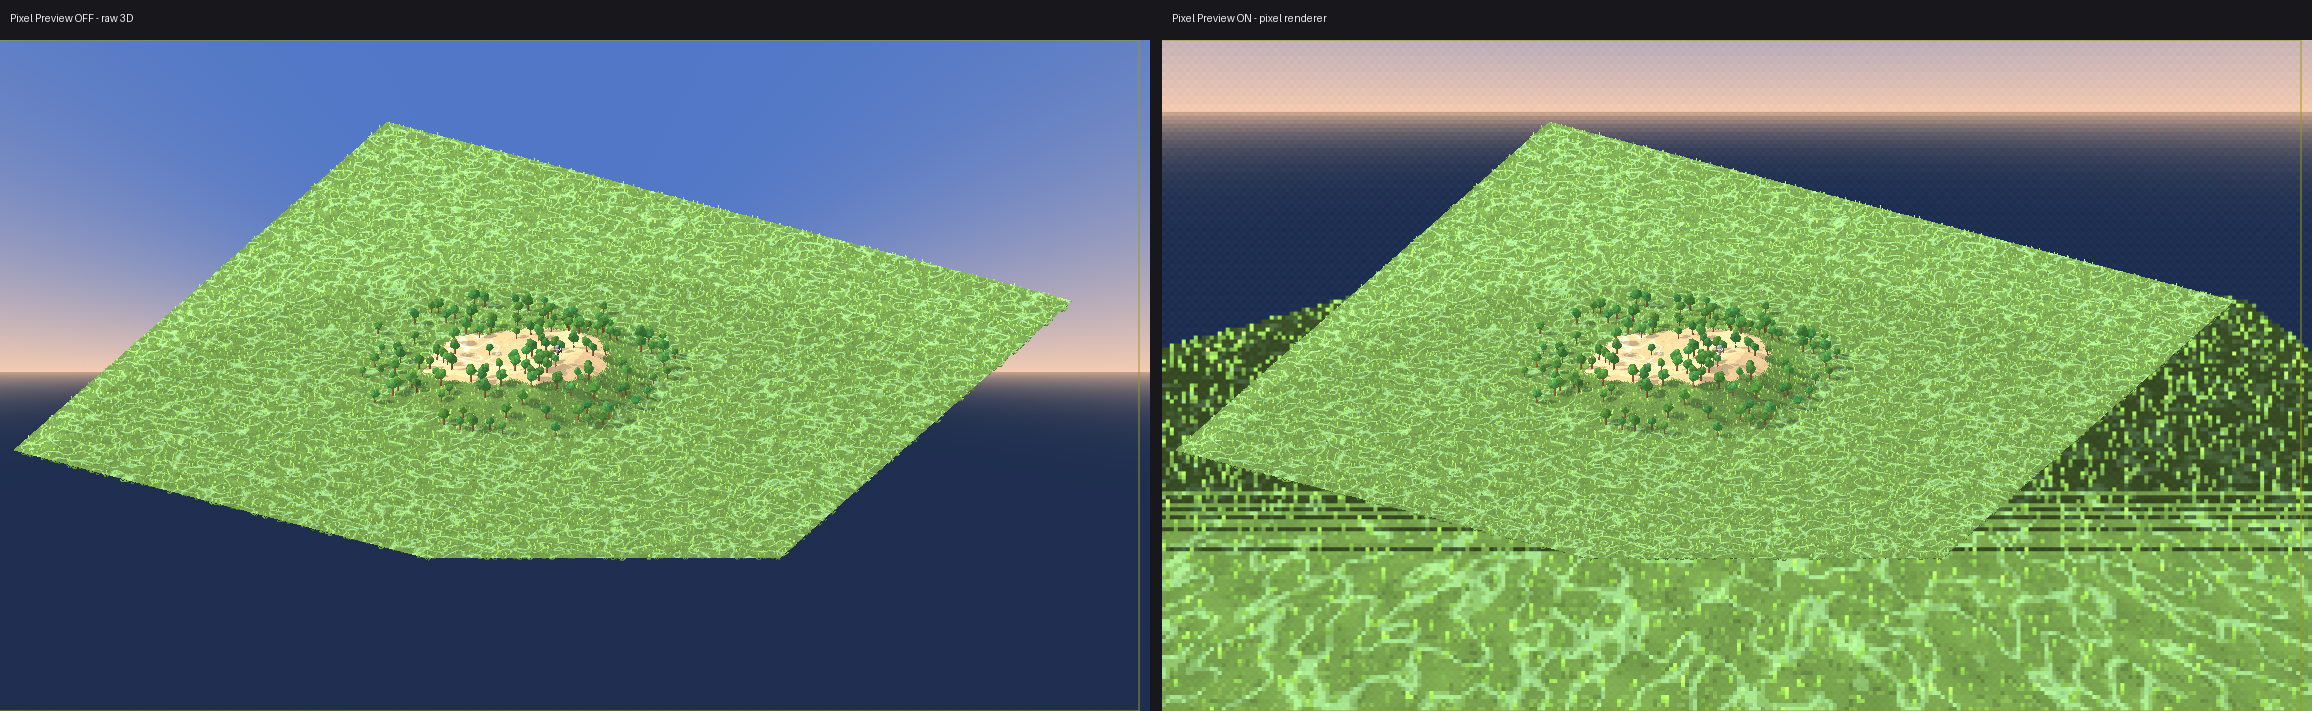 Pixel Preview OFF - raw 3D
Pixel Preview ON - pixel renderer